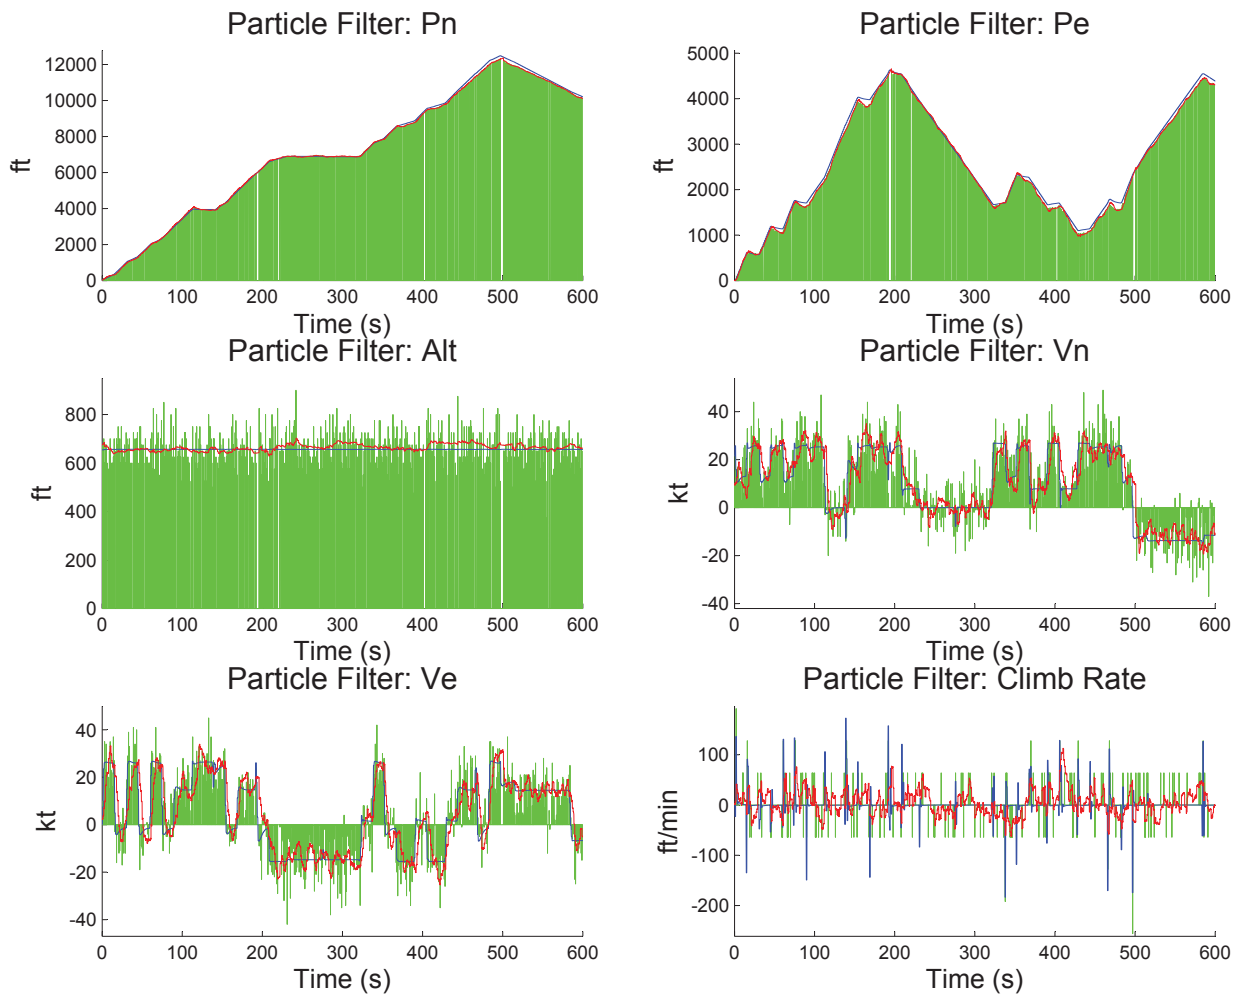 Particle Filter: Pn
Particle Filter: Pe
ft
12000
10000
8000
6000
4000
2000
0
0 100 200 300 400 500 600
Time (s)
ft
5000
4000
3000
2000
1000
0
0 100 200 300 400 500 600
Time (s)
Particle Filter: Alt
Particle Filter: Vn
ft
800
600
400
200
0
0 100 200 300 400 500 600
Time (s)
kt
40
20
0
-20
-40
0 100 200 300 400 500 600
Time (s)
Particle Filter: Ve
Particle Filter: Climb Rate
kt
40
20
0
-20
-40
0 100 200 300 400 500 600
Time (s)
ft/min
100
0
-100
-200
0 100 200 300 400 500 600
Time (s)